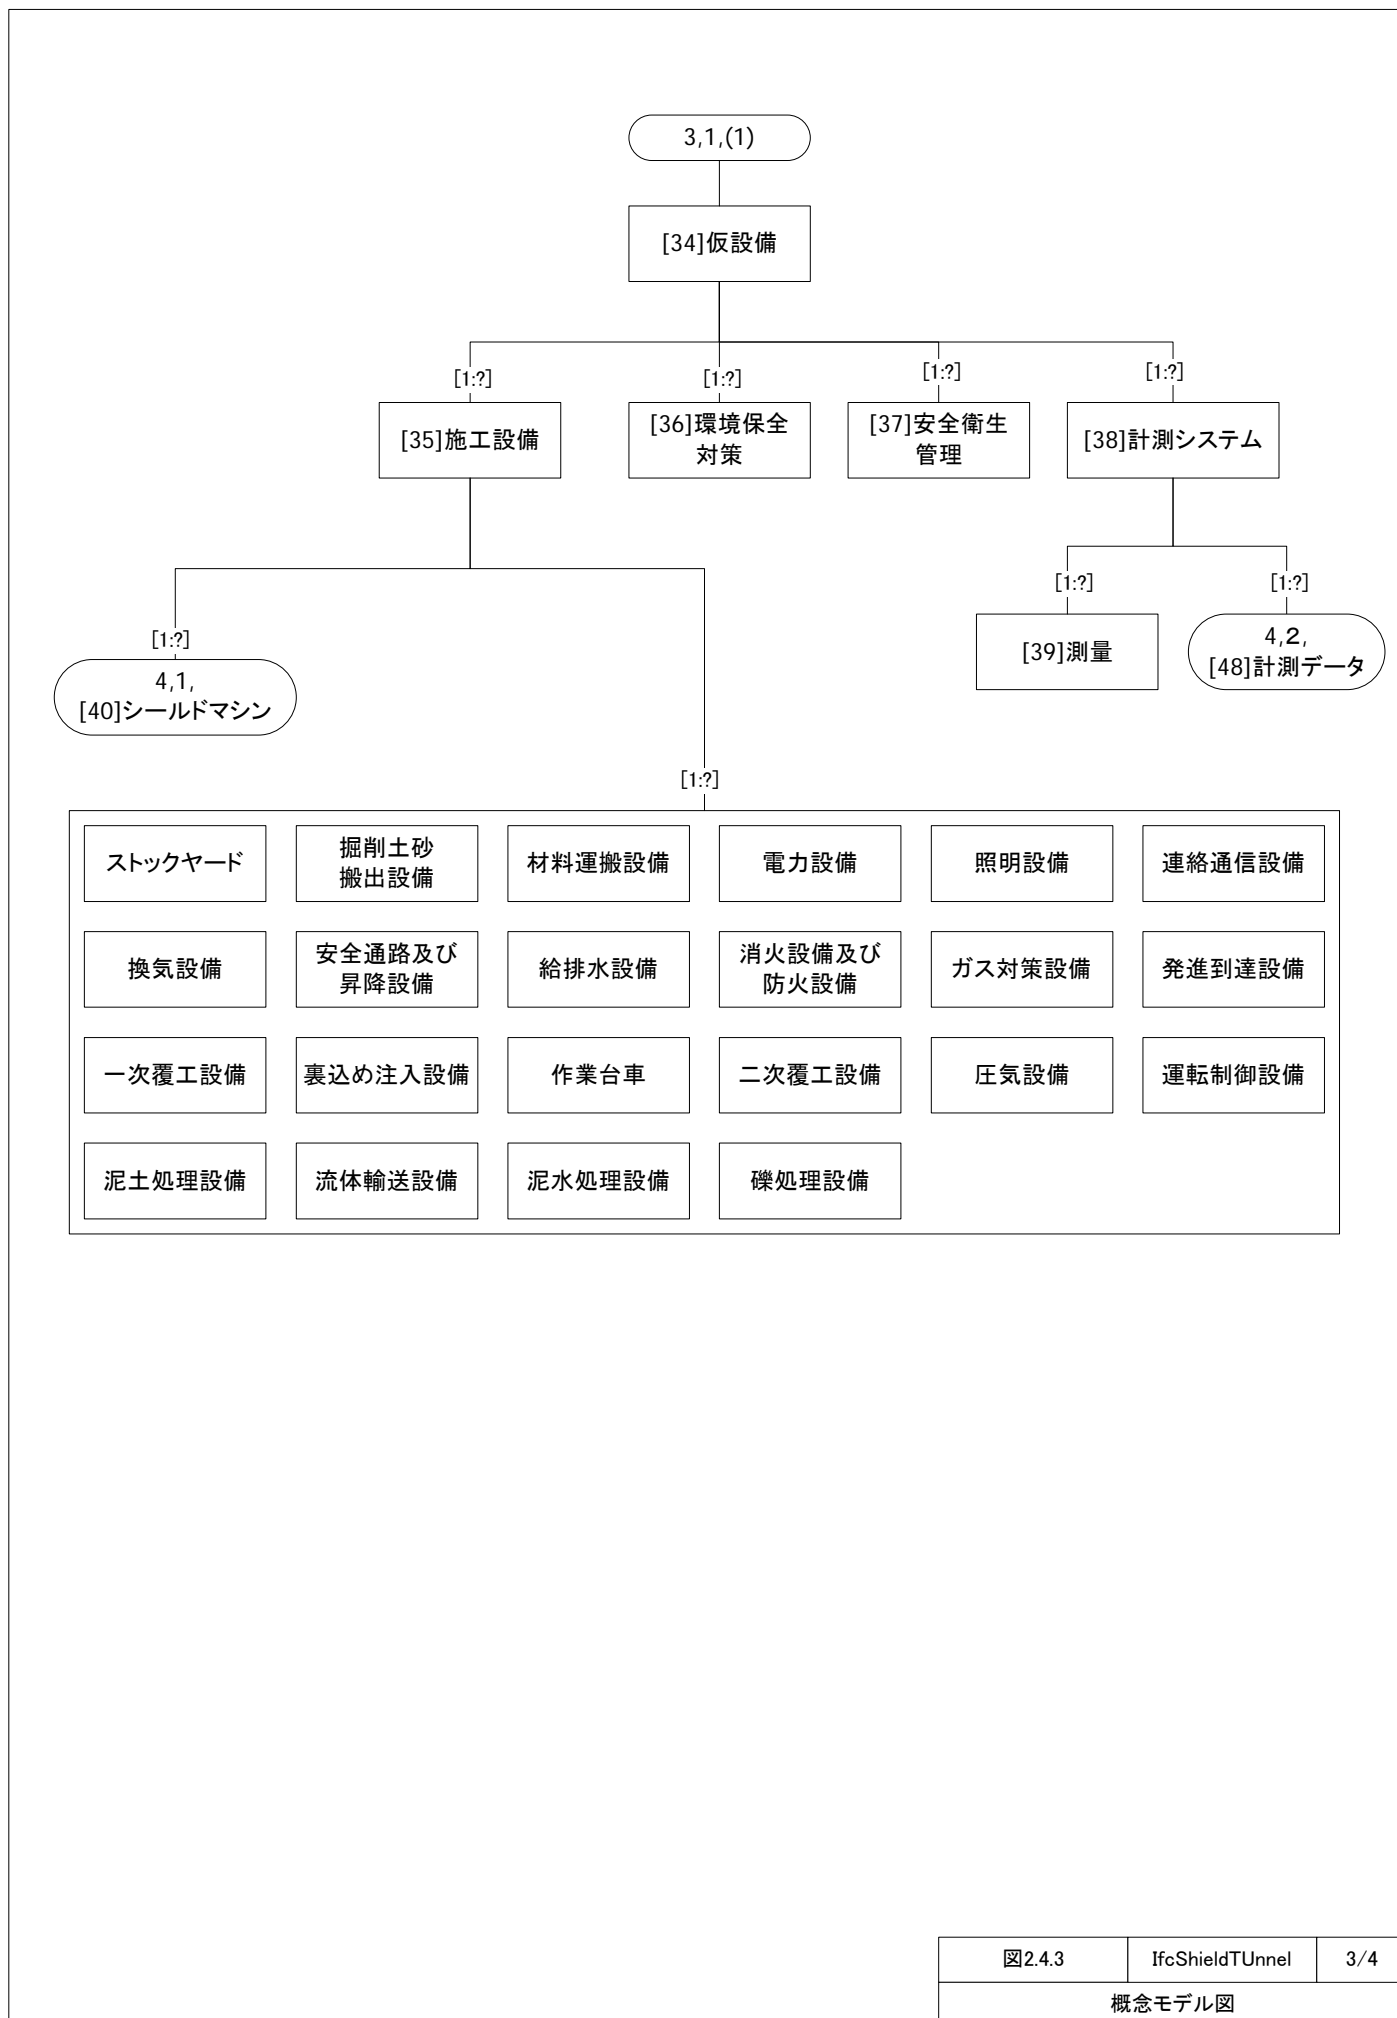 3,1,(1)
[34]仮設備
[1:?]
[1:?]
[1:?]
[1:?]
[35]施工設備
[36]環境保全
対策
[37]安全衛生
管理
[38]計測システム
[1:?]
[1:?]
[39]測量
4,2,
[48]計測データ
[1:?]
4,1,
[40]シールドマシン
[1:?]
ストックヤード
掘削土砂
搬出設備
材料運搬設備
電力設備
照明設備
連絡通信設備
換気設備
安全通路及び
昇降設備
給排水設備
消火設備及び
防火設備
ガス対策設備
発進到達設備
一次覆工設備
裏込め注入設備
作業台車
二次覆工設備
圧気設備
運転制御設備
泥土処理設備
流体輸送設備
泥水処理設備
礫処理設備
図2.4.3
IfcShieldTUnnel
3/4
概念モデル図